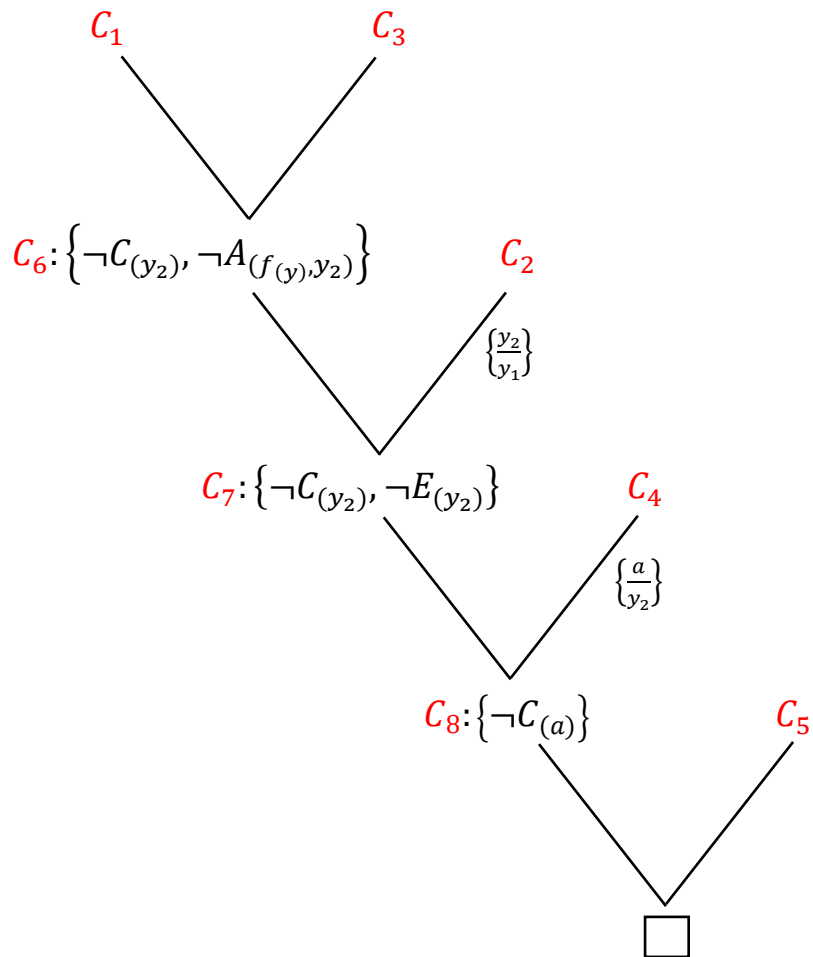 C₁ C₃
C₆:{¬C₍y₂₎, ¬A₍f₍y₎,y₂₎}
C₂
{y₂/y₁}
C₇:{¬C₍y₂₎, ¬E₍y₂₎}
C₄
{a/y₂}
C₈:{¬C₍a₎}
C₅